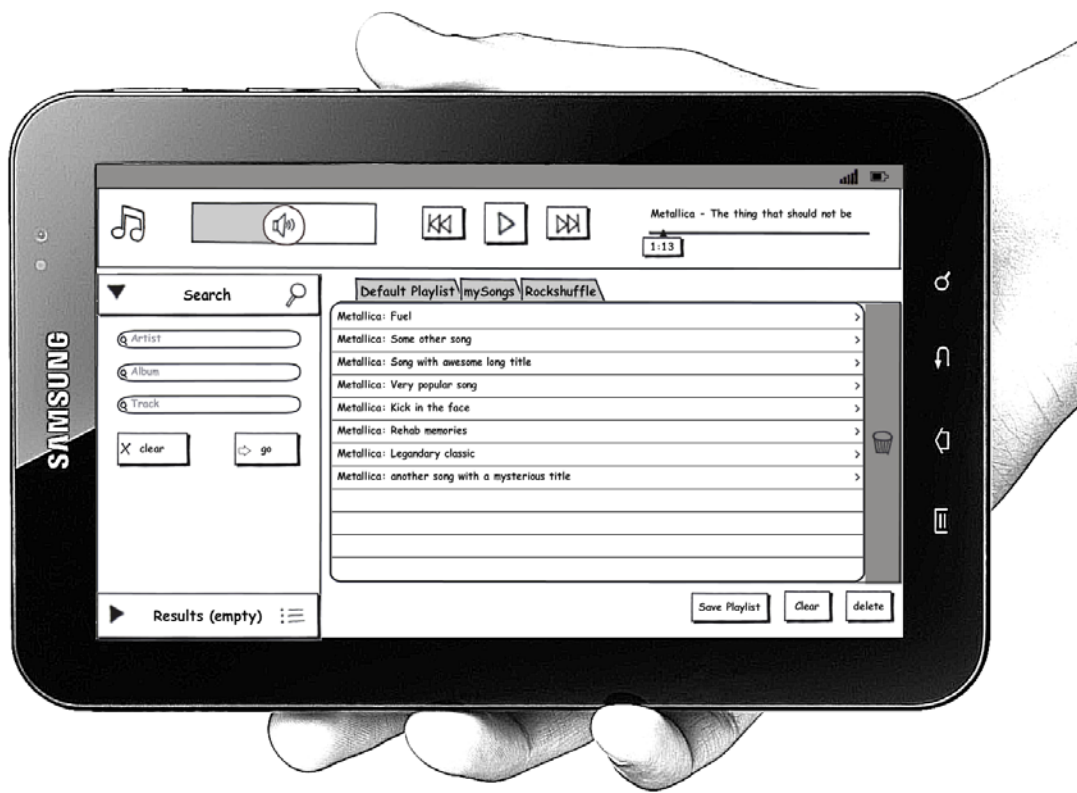 SAMSUNG
Metallica - The thing that should not be
1:13
Search
Artist
Album
Track
X clear
go
Results (empty)
Default Playlist
mySongs
Rockshuffle
Metallica: Fuel
Metallica: Some other song
Metallica: Song with awesome long title
Metallica: Very popular song
Metallica: Kick in the face
Metallica: Rehab memories
Metallica: Legandary classic
Metallica: another song with a mysterious title
Save Playlist
Clear
delete